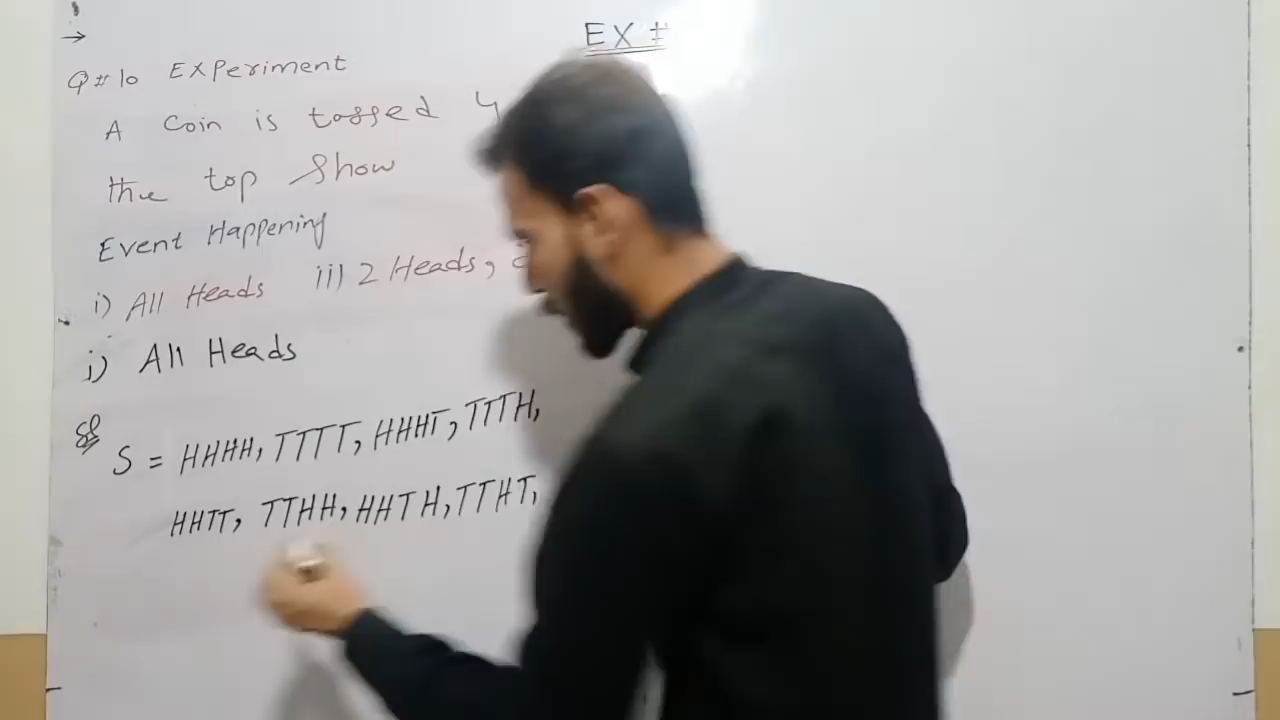 EX #
Q # 10 Experiment
A Coin is tossed 4
the top show
Event Happening
i) All Heads ii) 2 Heads,
i) All Heads
S = HHHH, TTTT, HHHT, TTTH,
HHTT, TTHH, HHTH, TTHT,